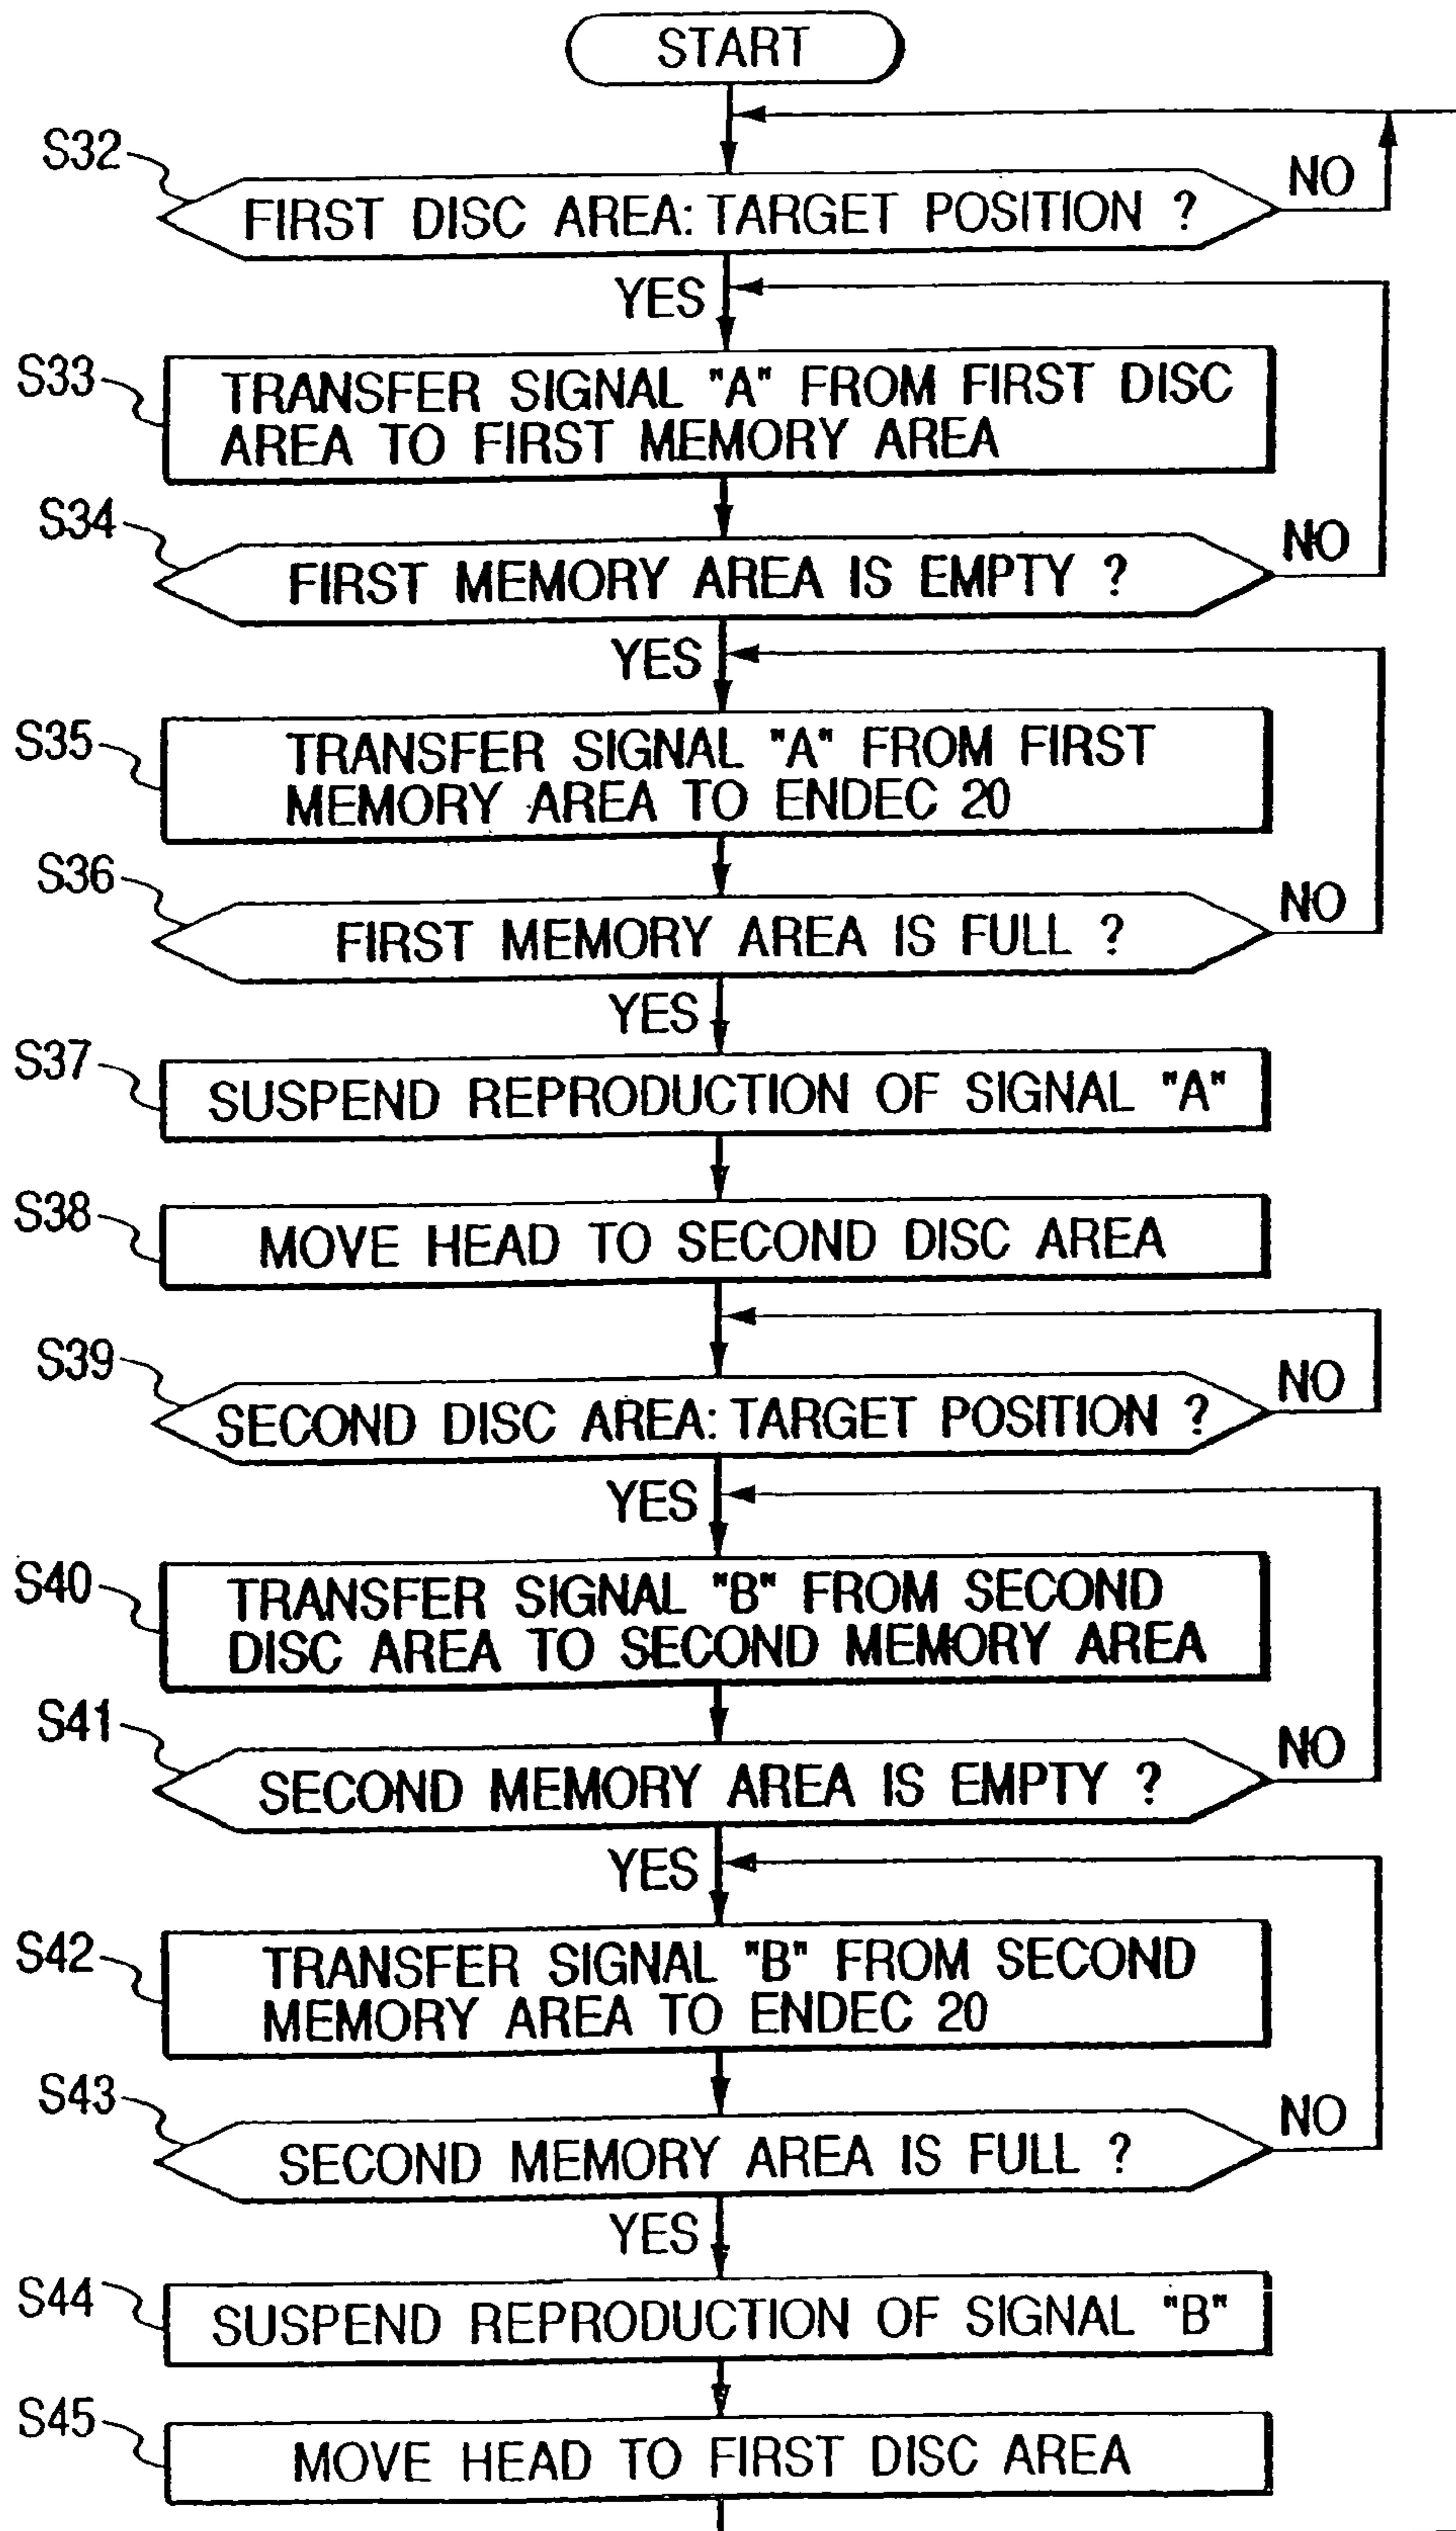 START
S32
FIRST DISC AREA: TARGET POSITION ?
NO
YES
S33
TRANSFER SIGNAL "A" FROM FIRST DISC
AREA TO FIRST MEMORY AREA
S34
FIRST MEMORY AREA IS EMPTY ?
NO
YES
S35
TRANSFER SIGNAL "A" FROM FIRST
MEMORY AREA TO ENDEC 20
S36
FIRST MEMORY AREA IS FULL ?
NO
YES
S37
SUSPEND REPRODUCTION OF SIGNAL "A"
S38
MOVE HEAD TO SECOND DISC AREA
S39
SECOND DISC AREA: TARGET POSITION ?
NO
YES
S40
TRANSFER SIGNAL "B" FROM SECOND
DISC AREA TO SECOND MEMORY AREA
S41
SECOND MEMORY AREA IS EMPTY ?
NO
YES
S42
TRANSFER SIGNAL "B" FROM SECOND
MEMORY AREA TO ENDEC 20
S43
SECOND MEMORY AREA IS FULL ?
NO
YES
S44
SUSPEND REPRODUCTION OF SIGNAL "B"
S45
MOVE HEAD TO FIRST DISC AREA